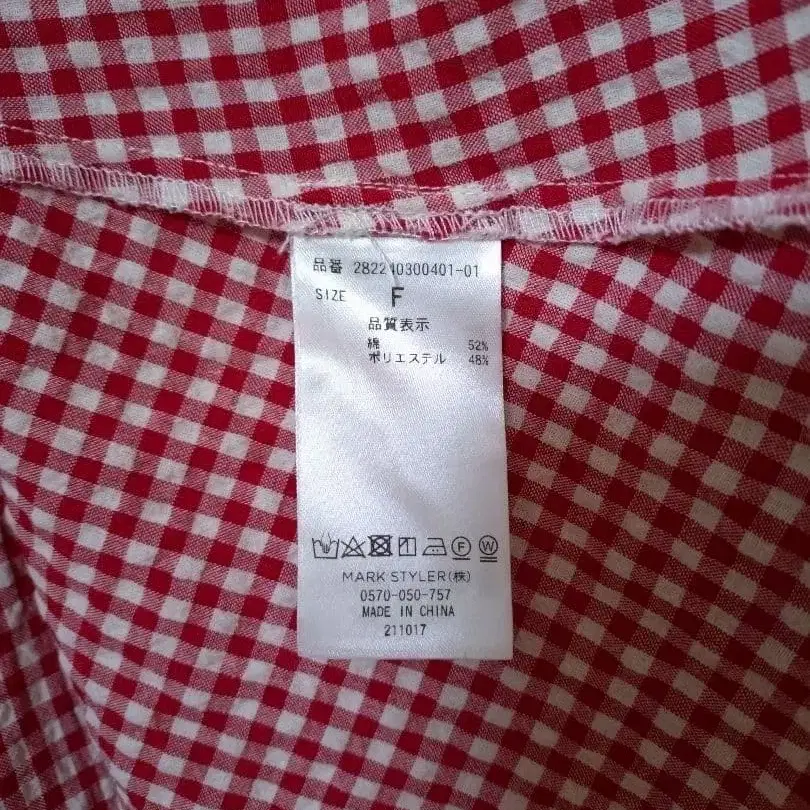 品番 282210300401-01
SIZE F
品質表示
綿 52%
ポリエステル 48%
F W
MARK STYLER(株)
0570-050-757
MADE IN CHINA
211017